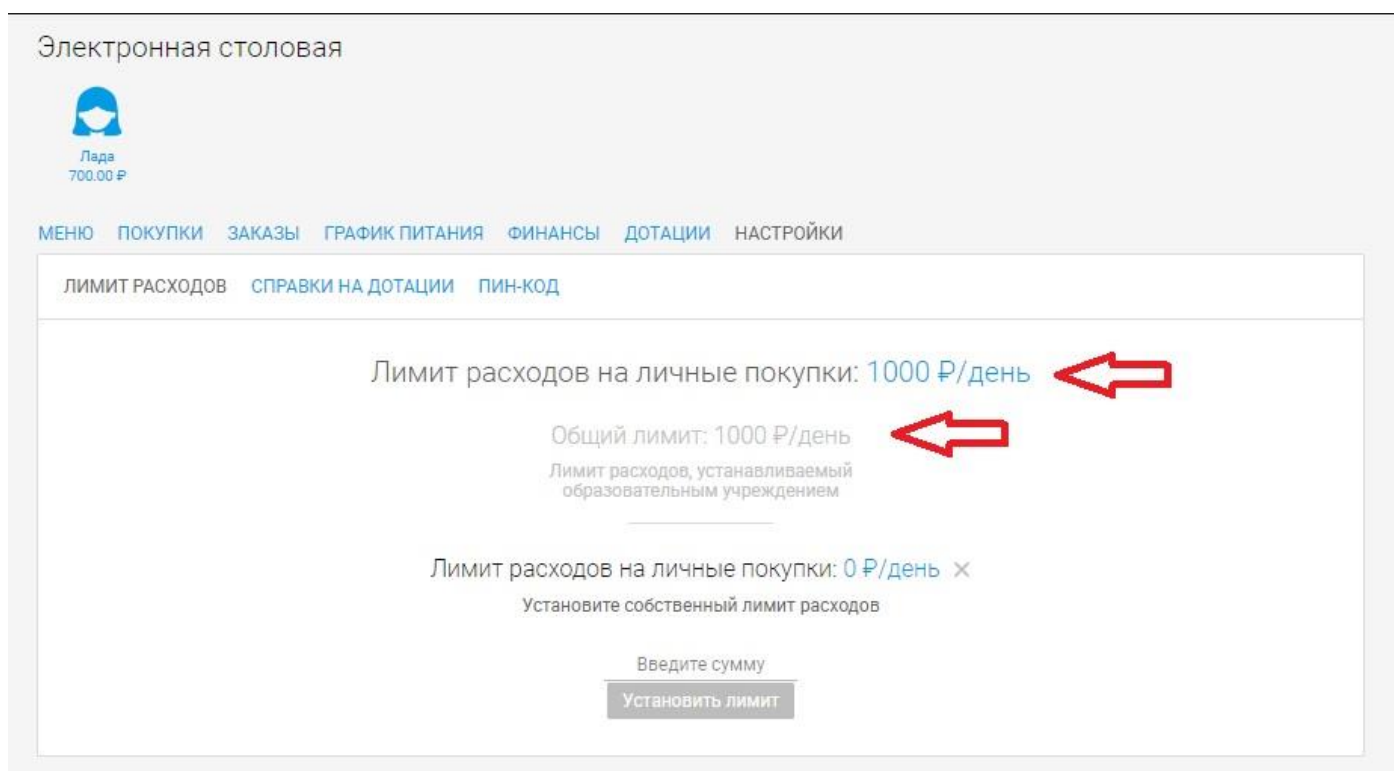 Электронная столовая
Лада
700.00 ₽
МЕНЮ ПОКУПКИ ЗАКАЗЫ ГРАФИК ПИТАНИЯ ФИНАНСЫ ДОТАЦИИ НАСТРОЙКИ
ЛИМИТ РАСХОДОВ СПРАВКИ НА ДОТАЦИИ ПИН-КОД
Лимит расходов на личные покупки: 1000 ₽/день
Общий лимит: 1000 ₽/день
Лимит расходов, устанавливаемый
образовательным учреждением
Лимит расходов на личные покупки: 0 ₽/день ×
Установите собственный лимит расходов
Введите сумму
Установить лимит